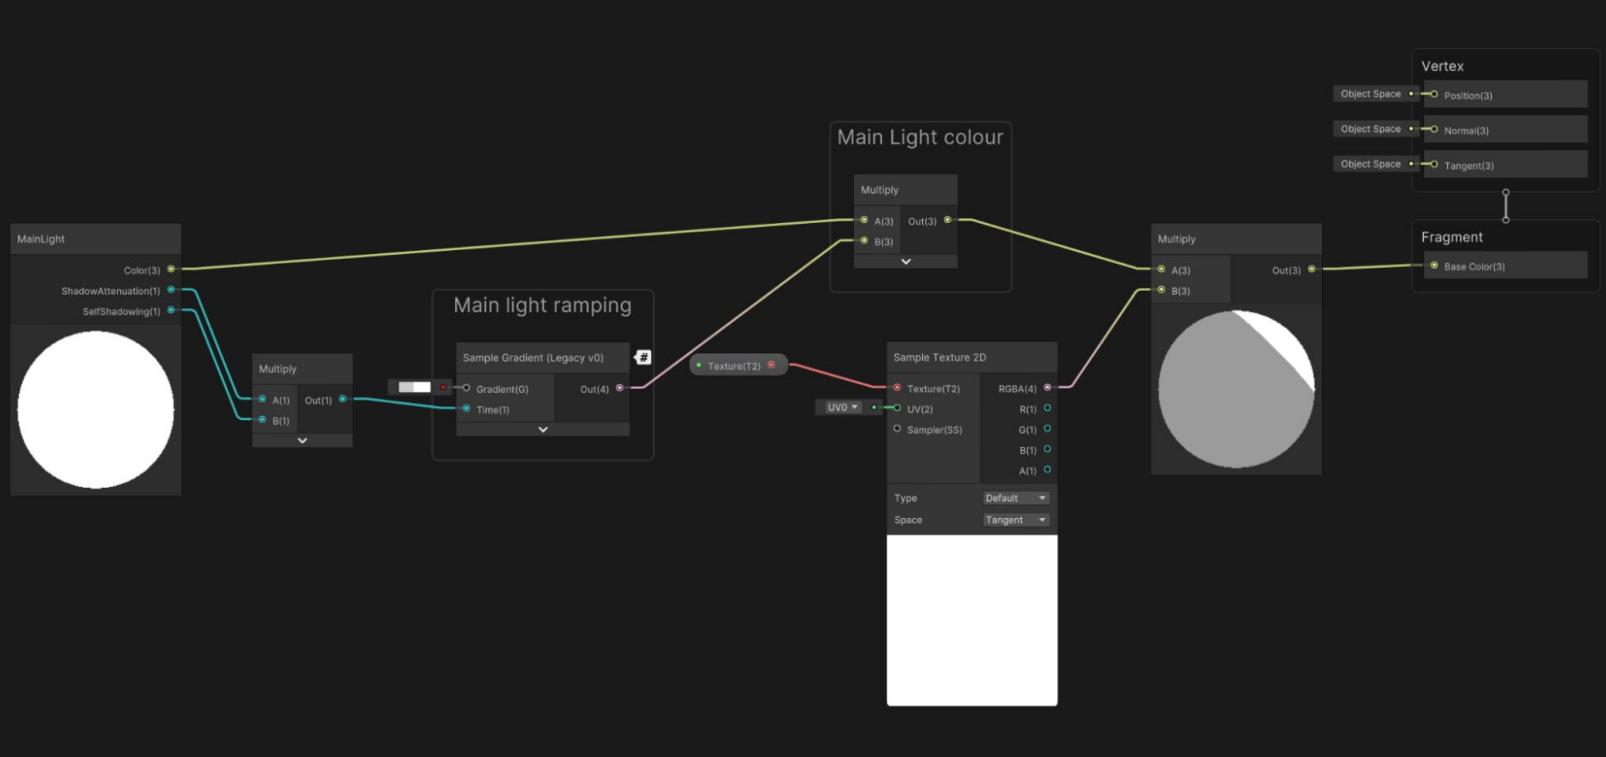 Vertex
Object Space
Position(3)
Object Space
Normal(3)
Object Space
Tangent(3)
Fragment
Base Color(3)
Main Light colour
Multiply
A(3)
Out(3)
B(3)
MainLight
Color(3)
ShadowAttenuation(1)
SelfShadowing(1)
Multiply
A(1)
Out(1)
B(1)
Main light ramping
Sample Gradient (Legacy v0)
#
Gradient(G)
Out(4)
Time(1)
Texture(T2)
UV0
Sample Texture 2D
Texture(T2)
RGBA(4)
UV(2)
R(1)
Sampler(SS)
G(1)
B(1)
A(1)
Type
Default
Space
Tangent
Multiply
A(3)
Out(3)
B(3)